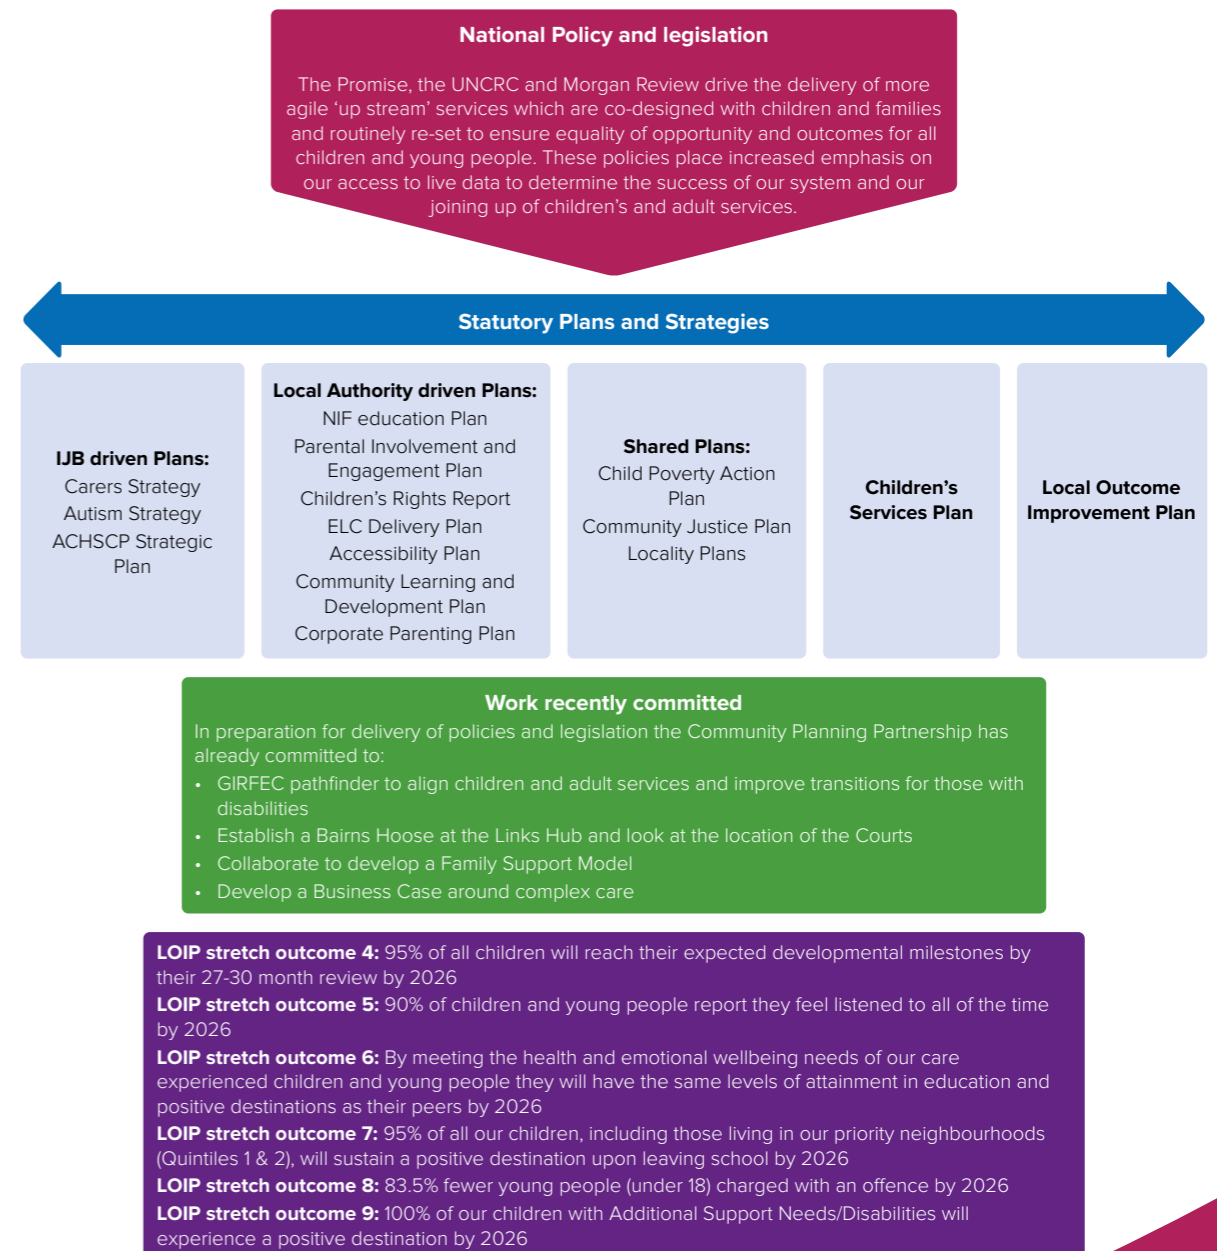 National Policy and legislation
The Promise, the UNCRC and Morgan Review drive the delivery of more
agile ‘up stream’ services which are co-designed with children and families
and routinely re-set to ensure equality of opportunity and outcomes for all
children and young people. These policies place increased emphasis on
our access to live data to determine the success of our system and our
joining up of children’s and adult services.
Statutory Plans and Strategies
IJB driven Plans:
Carers Strategy
Autism Strategy
ACHSCP Strategic
Plan
Local Authority driven Plans:
NIF education Plan
Parental Involvement and
Engagement Plan
Children’s Rights Report
ELC Delivery Plan
Accessibility Plan
Community Learning and
Development Plan
Corporate Parenting Plan
Shared Plans:
Child Poverty Action
Plan
Community Justice Plan
Locality Plans
Children’s
Services Plan
Local Outcome
Improvement Plan
Work recently committed
In preparation for delivery of policies and legislation the Community Planning Partnership has
already committed to:
• GIRFEC pathfinder to align children and adult services and improve transitions for those with
disabilities
• Establish a Bairns Hoose at the Links Hub and look at the location of the Courts
• Collaborate to develop a Family Support Model
• Develop a Business Case around complex care
LOIP stretch outcome 4: 95% of all children will reach their expected developmental milestones by
their 27-30 month review by 2026
LOIP stretch outcome 5: 90% of children and young people report they feel listened to all of the time
by 2026
LOIP stretch outcome 6: By meeting the health and emotional wellbeing needs of our care
experienced children and young people they will have the same levels of attainment in education and
positive destinations as their peers by 2026
LOIP stretch outcome 7: 95% of all our children, including those living in our priority neighbourhoods
(Quintiles 1 & 2), will sustain a positive destination upon leaving school by 2026
LOIP stretch outcome 8: 83.5% fewer young people (under 18) charged with an offence by 2026
LOIP stretch outcome 9: 100% of our children with Additional Support Needs/Disabilities will
experience a positive destination by 2026